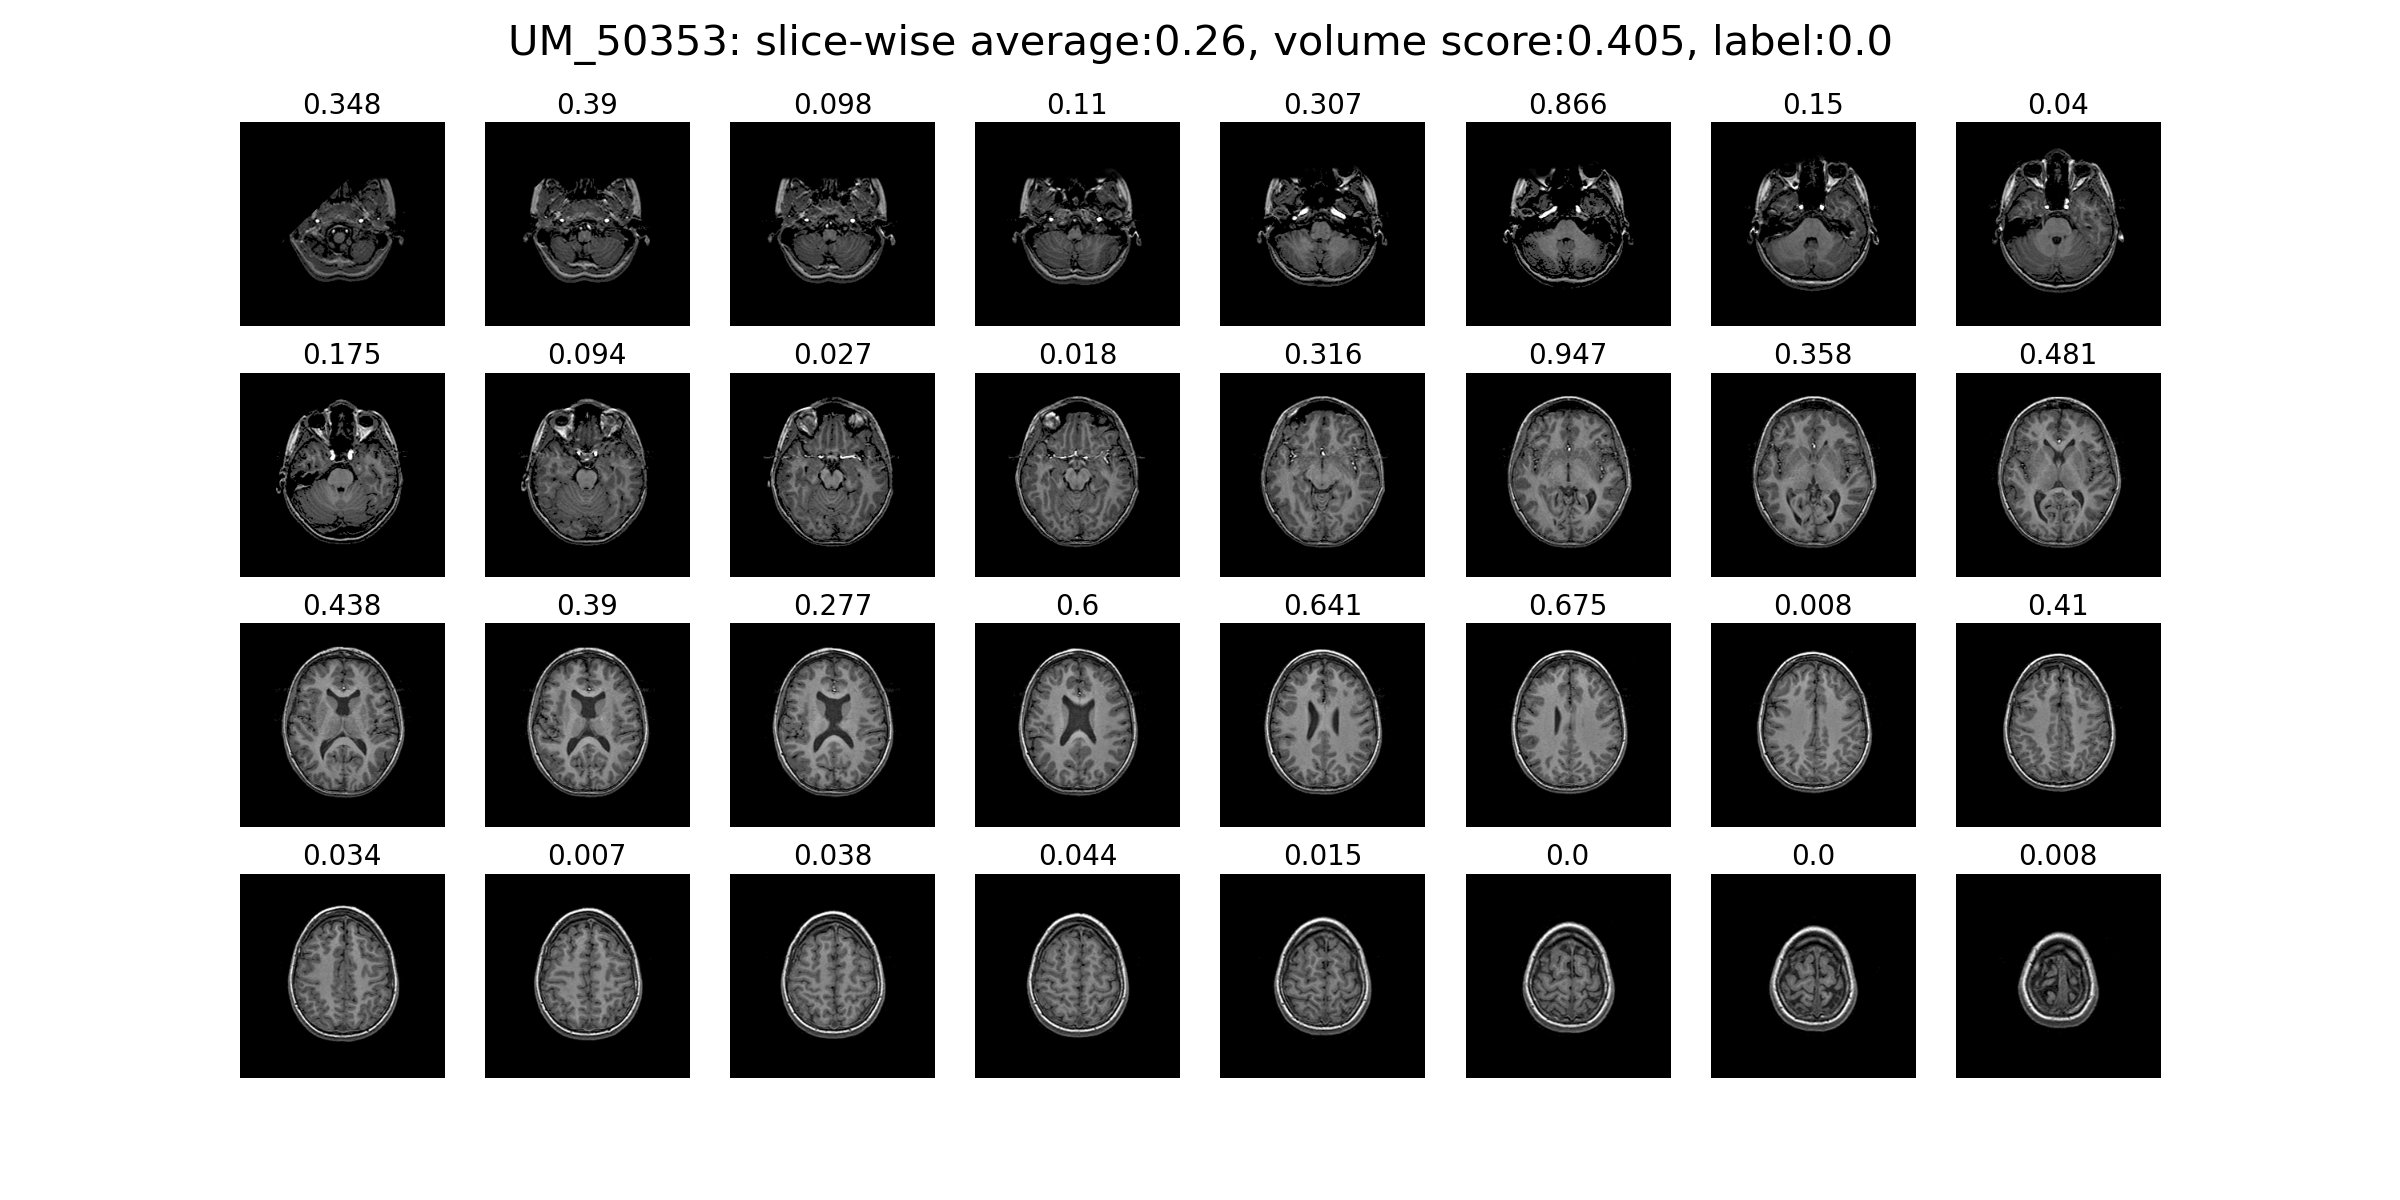 UM_50353: slice-wise average:0.26, volume score:0.405, label:0.0
0.348 0.39 0.098 0.11 0.307 0.866 0.15 0.04
0.175 0.094 0.027 0.018 0.316 0.947 0.358 0.481
0.438 0.39 0.277 0.6 0.641 0.675 0.008 0.41
0.034 0.007 0.038 0.044 0.015 0.0 0.0 0.008